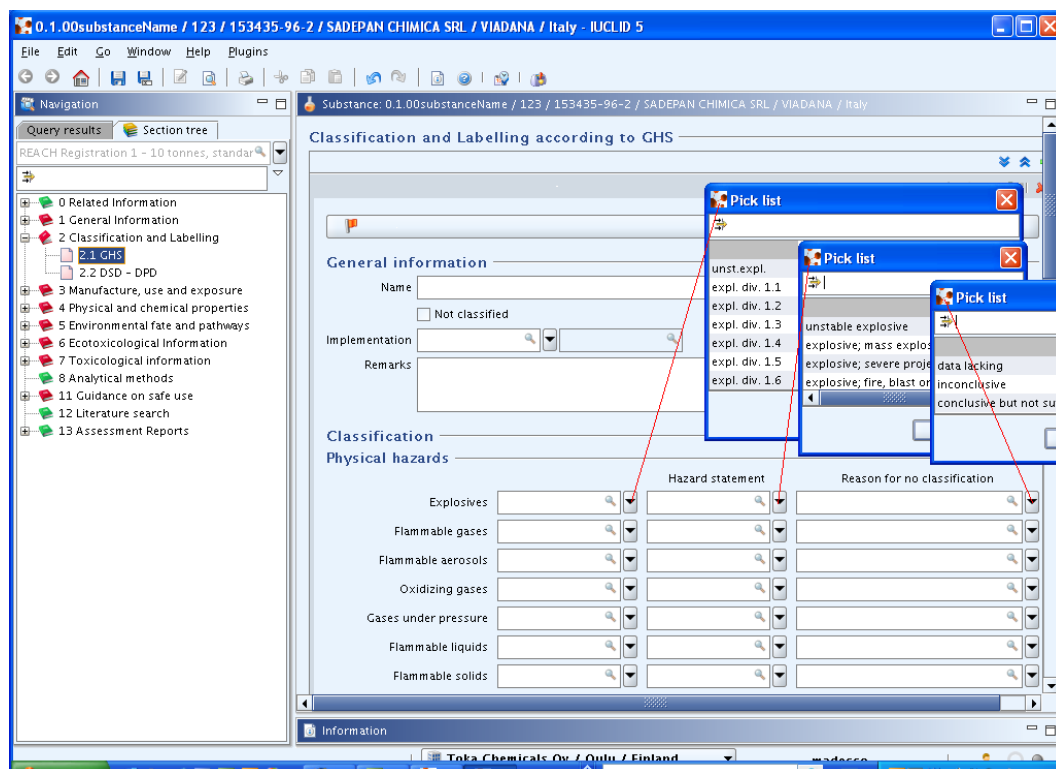 0.1.00substanceName / 123 / 153435-96-2 / SADEPAN CHIMICA SRL / VIADANA / Italy - IUCLID 5
File Edit Go Window Help Plugins
Navigation
Query results Section tree
REACH Registration 1 - 10 tonnes, standar
0 Related Information
1 General Information
2 Classification and Labelling
2.1 GHS
2.2 DSD - DPD
3 Manufacture, use and exposure
4 Physical and chemical properties
5 Environmental fate and pathways
6 Ecotoxicological Information
7 Toxicological information
8 Analytical methods
11 Guidance on safe use
12 Literature search
13 Assessment Reports
Substance: 0.1.00substanceName / 123 / 153435-96-2 / SADEPAN CHIMICA SRL / VIADANA / Italy
Classification and Labelling according to GHS
General information
Name
Not classified
Implementation
Remarks
Pick list
unst.expl.
expl. div. 1.1
expl. div. 1.2
expl. div. 1.3
expl. div. 1.4
expl. div. 1.5
expl. div. 1.6
Pick list
unstable explosive
explosive; mass explos
explosive; severe proje
explosive; fire, blast or
Pick list
data lacking
inconclusive
conclusive but not su
Classification
Physical hazards
Hazard statement Reason for no classification
Explosives
Flammable gases
Flammable aerosols
Oxidizing gases
Gases under pressure
Flammable liquids
Flammable solids
Information
Toka Chemicals Oy / Oulu / Finland